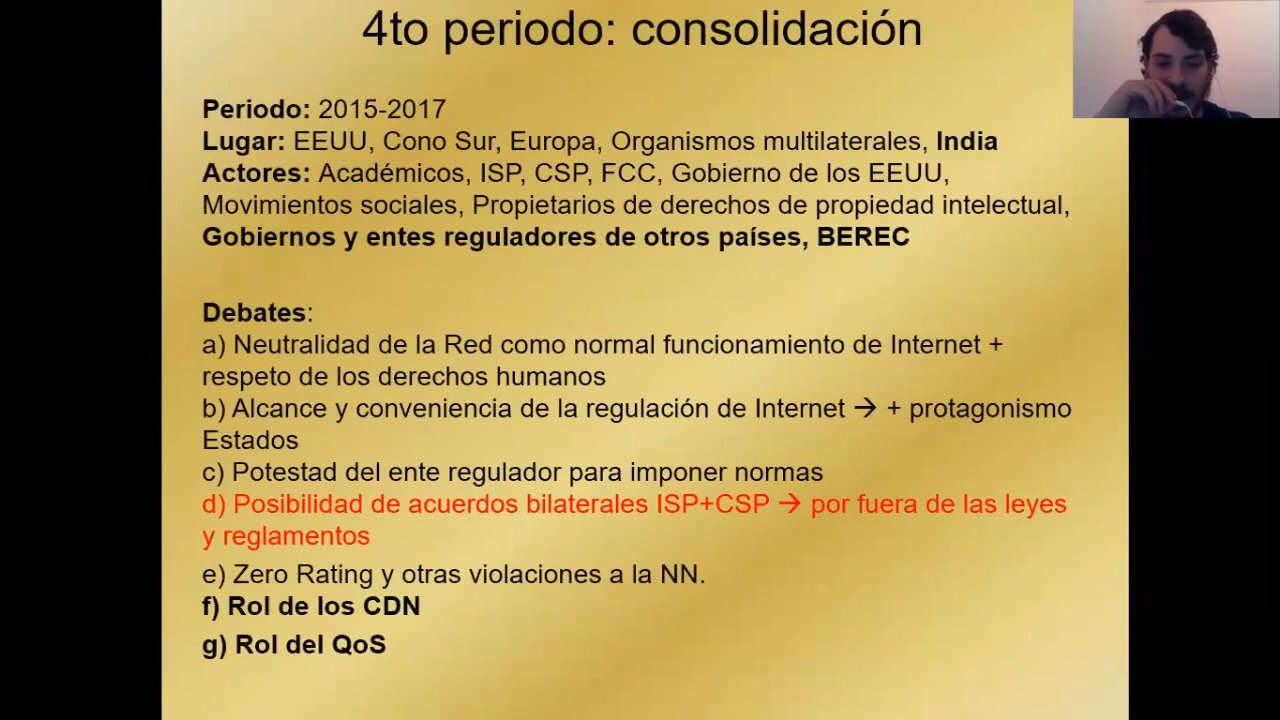 4to periodo: consolidación
Periodo: 2015-2017
Lugar: EEUU, Cono Sur, Europa, Organismos multilaterales, India
Actores: Académicos, ISP, CSP, FCC, Gobierno de los EEUU,
Movimientos sociales, Propietarios de derechos de propiedad intelectual,
Gobiernos y entes reguladores de otros países, BEREC
Debates:
a) Neutralidad de la Red como normal funcionamiento de Internet +
respeto de los derechos humanos
b) Alcance y conveniencia de la regulación de Internet → + protagonismo
Estados
c) Potestad del ente regulador para imponer normas
d) Posibilidad de acuerdos bilaterales ISP+CSP → por fuera de las leyes
y reglamentos
e) Zero Rating y otras violaciones a la NN.
f) Rol de los CDN
g) Rol del QoS